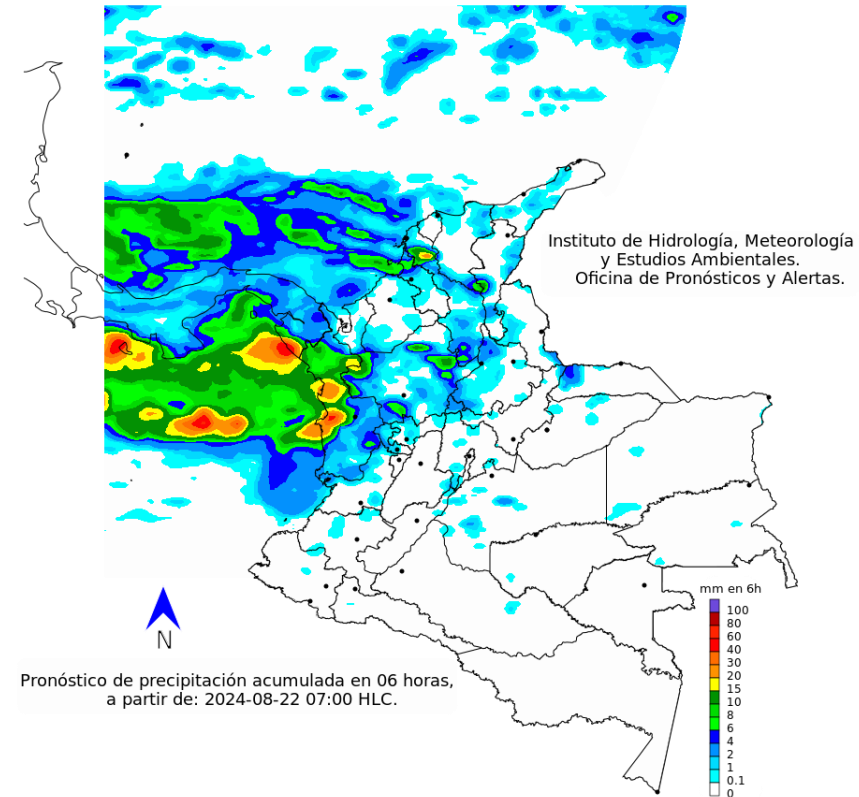 Instituto de Hidrología, Meteorología
y Estudios Ambientales.
Oficina de Pronósticos y Alertas.
mm en 6h
100
80
60
40
30
20
15
10
8
6
4
2
1
0.1
0
N
Pronóstico de precipitación acumulada en 06 horas,
a partir de: 2024-08-22 07:00 HLC.